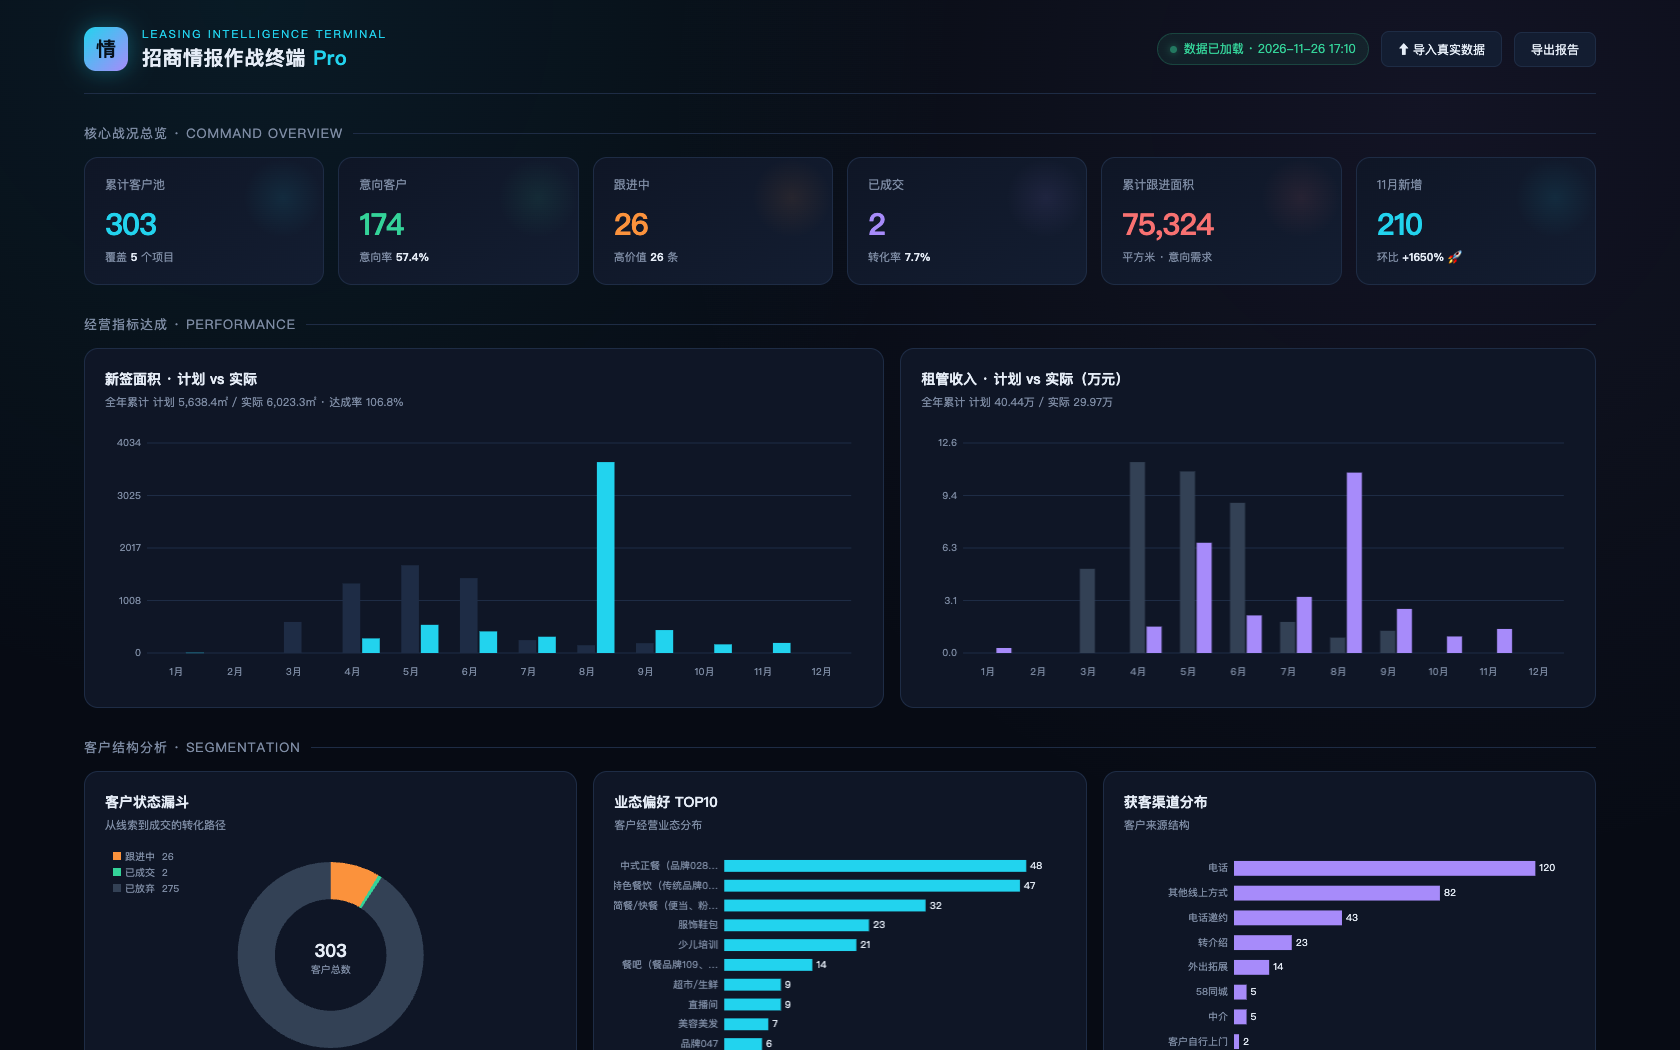 情
LEASING INTELLIGENCE TERMINAL
招商情报作战终端 Pro
数据已加载 · 2026-11-26 17:10
⬆ 导入真实数据
导出报告
核心战况总览 · COMMAND OVERVIEW
累计客户池
303
覆盖 5 个项目
意向客户
174
意向率 57.4%
跟进中
26
高价值 26 条
已成交
2
转化率 7.7%
累计跟进面积
75,324
平方米 · 意向需求
11月新增
210
环比 +1650% 🚀
经营指标达成 · PERFORMANCE
新签面积 · 计划 vs 实际
全年累计 计划 5,638.4㎡ / 实际 6,023.3㎡ · 达成率 106.8%
4034
3025
2017
1008
0
1月 2月 3月 4月 5月 6月 7月 8月 9月 10月 11月 12月
租管收入 · 计划 vs 实际（万元）
全年累计 计划 40.44万 / 实际 29.97万
12.6
9.4
6.3
3.1
0.0
1月 2月 3月 4月 5月 6月 7月 8月 9月 10月 11月 12月
客户结构分析 · SEGMENTATION
客户状态漏斗
从线索到成交的转化路径
跟进中 26
已成交 2
已放弃 275
303
客户总数
业态偏好 TOP10
客户经营业态分布
中式正餐（品牌028... 48
特色餐饮（传统品牌0... 47
简餐/快餐（便当、粉... 32
服饰鞋包 23
少儿培训 21
餐吧（餐品牌109、... 14
超市/生鲜 9
直播间 9
美容美发 7
品牌047 6
获客渠道分布
客户来源结构
电话 120
其他线上方式 82
电话邀约 43
转介绍 23
外出拓展 14
58同城 5
中介 5
客户自行上门 2